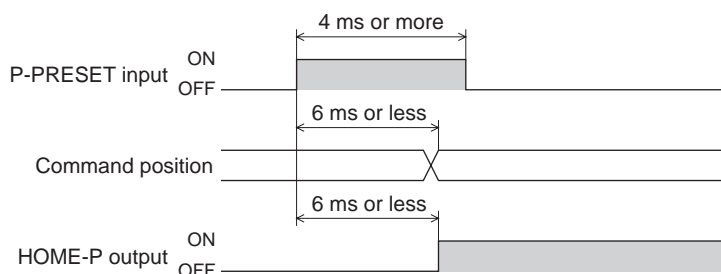 4 ms or more
ON
P-PRESET input
OFF
6 ms or less
Command position
6 ms or less
ON
HOME-P output
OFF